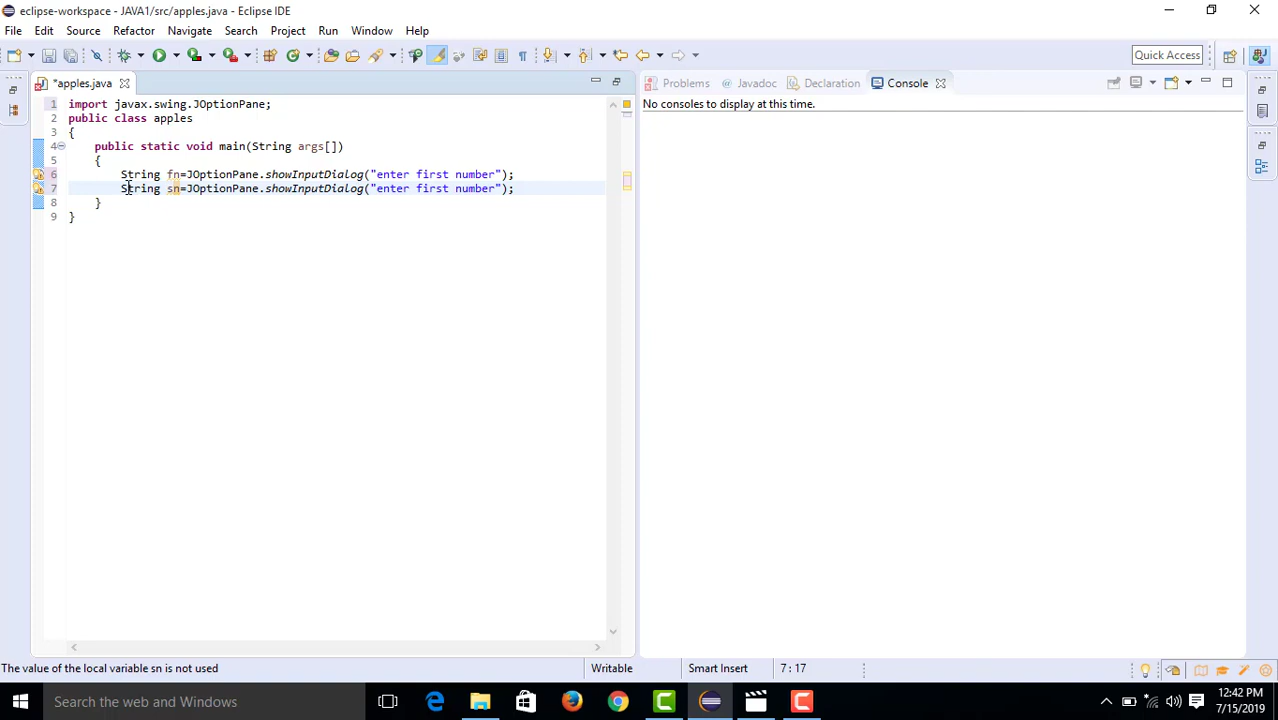 eclipse-workspace - JAVA1/src/apples.java - Eclipse IDE
File Edit Source Refactor Navigate Search Project Run Window Help
Quick Access
*apples.java
Problems Javadoc Declaration Console
1 import javax.swing.JOptionPane;
2 public class apples
3 {
4 public static void main(String args[])
5 {
6 String fn=JOptionPane.showInputDialog("enter first number");
7 String sn=JOptionPane.showInputDialog("enter first number");
8 }
9 }
No consoles to display at this time.
The value of the local variable sn is not used Writable Smart Insert 7 : 17
Search the web and Windows
12:42 PM
7/15/2019